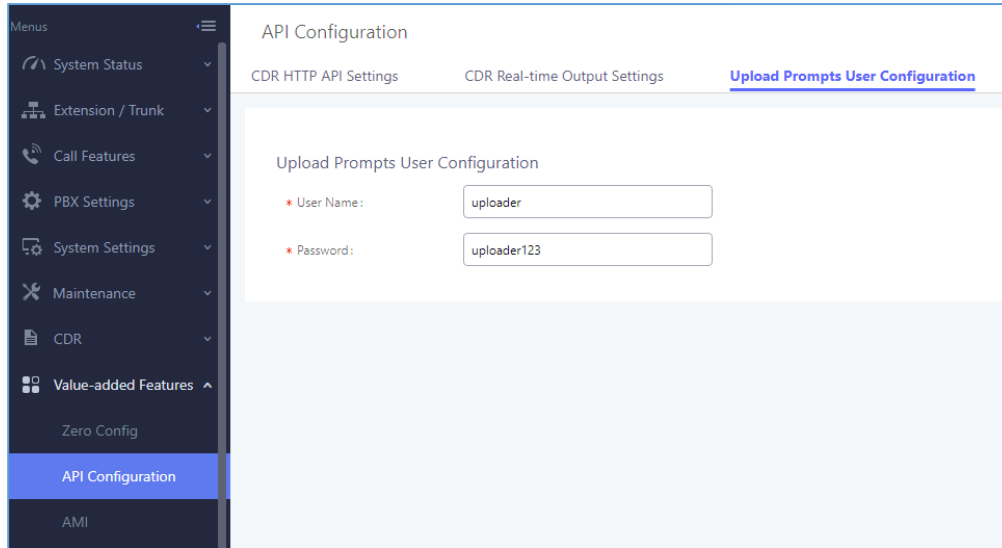 Menus
System Status
Extension / Trunk
Call Features
PBX Settings
System Settings
Maintenance
CDR
Value-added Features
Zero Config
API Configuration
AMI
API Configuration
CDR HTTP API Settings
CDR Real-time Output Settings
Upload Prompts User Configuration
Upload Prompts User Configuration
* User Name: uploader
* Password: uploader123